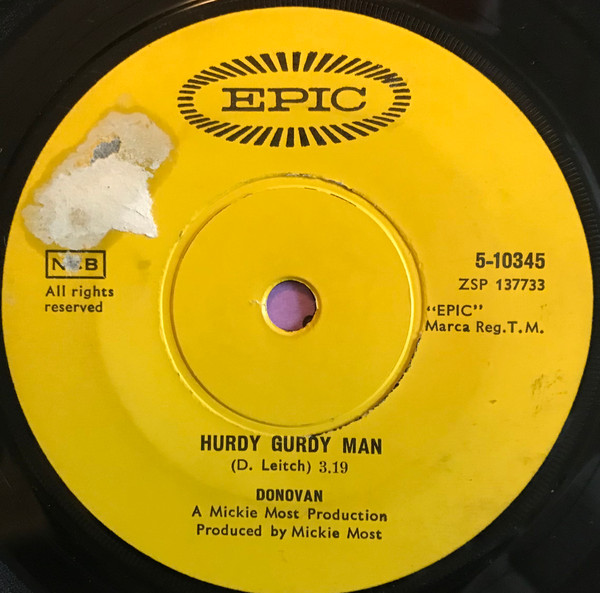 EPIC
5-10345
ZSP 137733
"EPIC"
Marca Reg.T.M.
All rights
reserved
HURDY GURDY MAN
(D. Leitch) 3.19
DONOVAN
A Mickie Most Production
Produced by Mickie Most